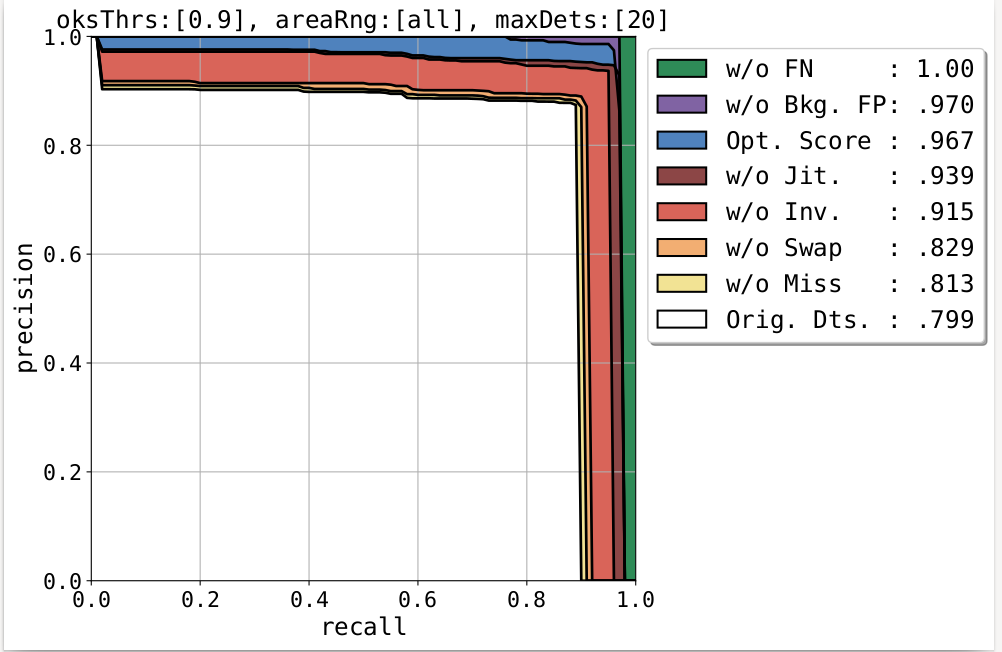 oksThrs:[0.9], areaRng:[all], maxDets:[20]
1.0
0.8
0.6
0.4
0.2
0.0
precision
0.0 0.2 0.4 0.6 0.8 1.0
recall
w/o FN : 1.00
w/o Bkg. FP: .970
Opt. Score : .967
w/o Jit. : .939
w/o Inv. : .915
w/o Swap : .829
w/o Miss : .813
Orig. Dts. : .799